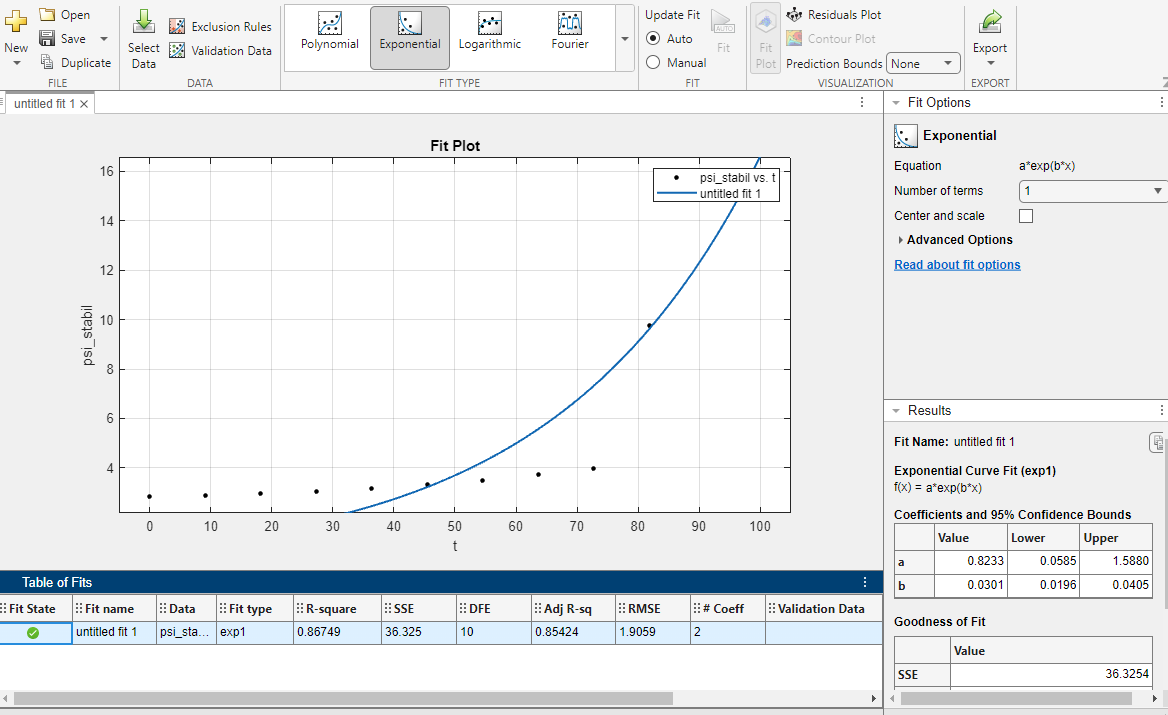 New
Open
Save
Duplicate
FILE
Select
Data
Exclusion Rules
Validation Data
DATA
Polynomial
Exponential
Logarithmic
Fourier
FIT TYPE
Update Fit
Auto
Manual
AUTO
Fit
FIT
Fit
Plot
Residuals Plot
Contour Plot
Prediction Bounds
None
VISUALIZATION
Export
EXPORT
untitled fit 1
Fit Plot
psi_stabil vs. t
untitled fit 1
16
14
12
10
8
6
4
psi_stabil
0 10 20 30 40 50 60 70 80 90 100
t
Table of Fits
Fit State Fit name Data Fit type R-square SSE DFE Adj R-sq RMSE # Coeff Validation Data
untitled fit 1 psi_sta... exp1 0.86749 36.325 10 0.85424 1.9059 2
Fit Options
Exponential
Equation a*exp(b*x)
Number of terms 1
Center and scale
Advanced Options
Read about fit options
Results
Fit Name: untitled fit 1
Exponential Curve Fit (exp1)
f(x) = a*exp(b*x)
Coefficients and 95% Confidence Bounds
Value Lower Upper
a 0.8233 0.0585 1.5880
b 0.0301 0.0196 0.0405
Goodness of Fit
Value
SSE 36.3254